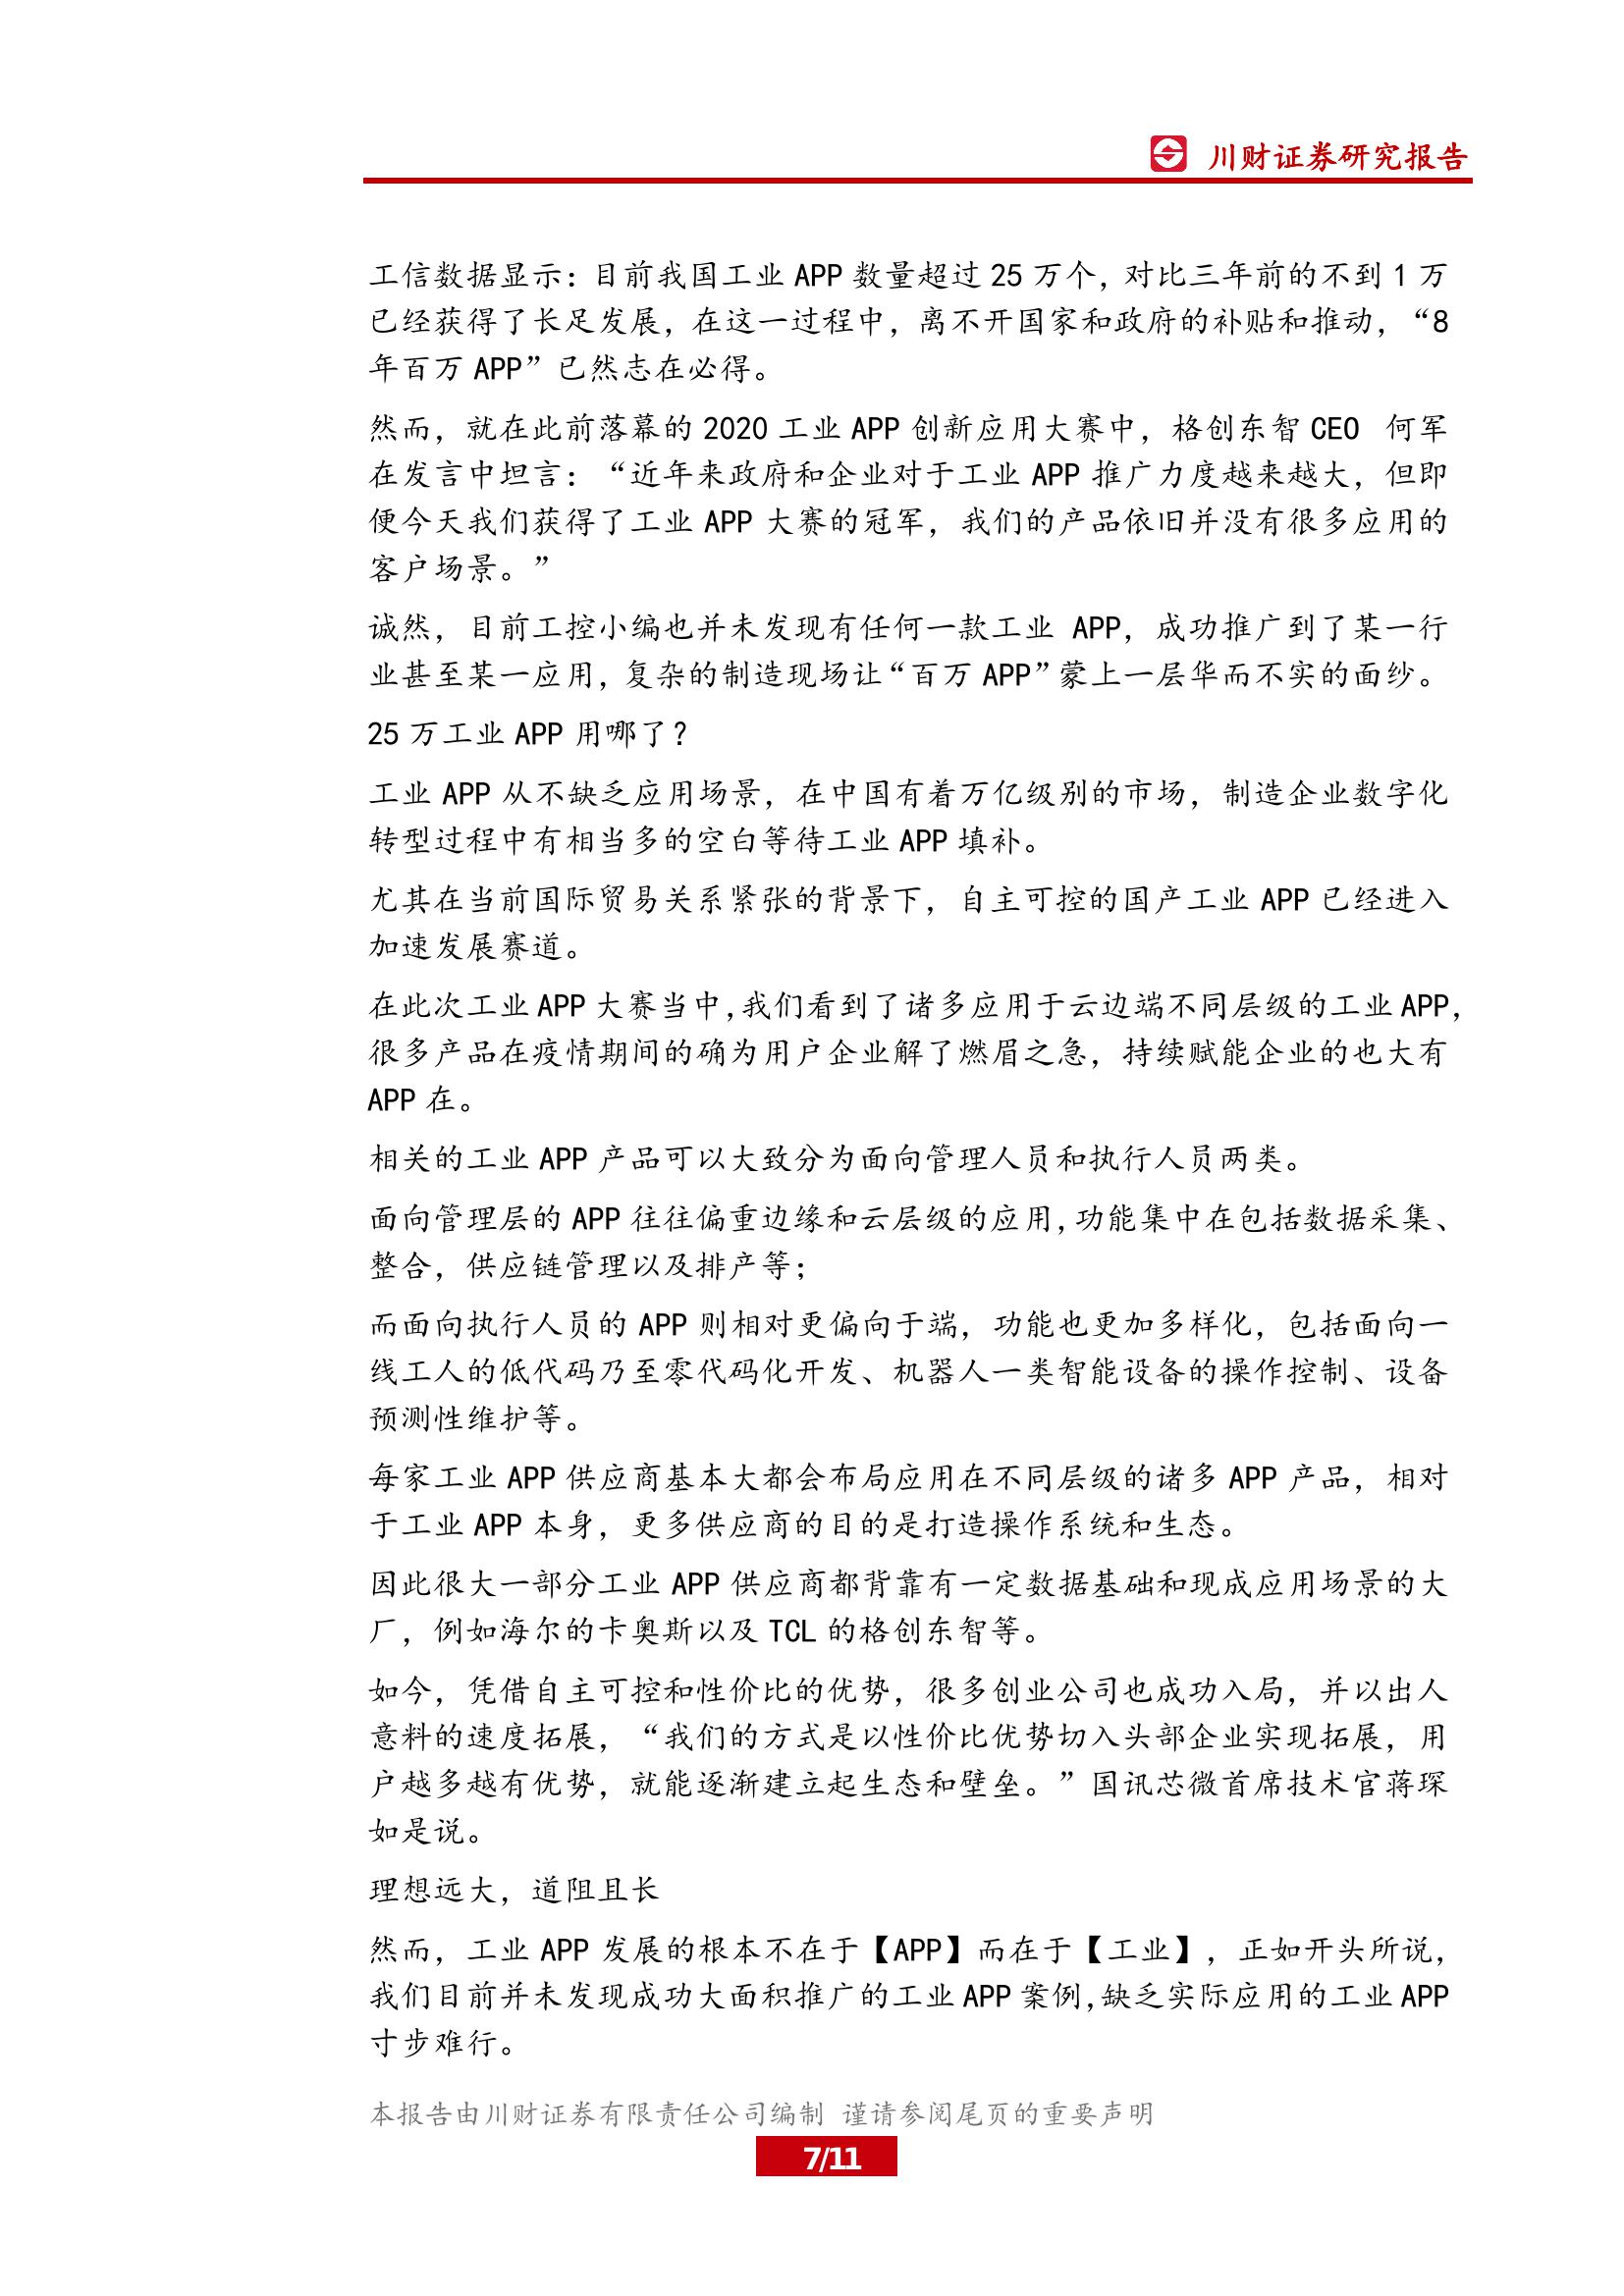 川财证券研究报告
工信数据显示：目前我国工业 APP 数量超过 25 万个，对比三年前的不到 1 万
已经获得了长足发展，在这一过程中，离不开国家和政府的补贴和推动，“8
年百万 APP”已然志在必得。
然而，就在此前落幕的 2020 工业 APP 创新应用大赛中，格创东智 CEO 何军
在发言中坦言：“近年来政府和企业对于工业 APP 推广力度越来越大，但即
便今天我们获得了工业 APP 大赛的冠军，我们的产品依旧并没有很多应用的
客户场景。”
诚然，目前工控小编也并未发现有任何一款工业 APP，成功推广到了某一行
业甚至某一应用，复杂的制造现场让“百万 APP”蒙上一层华而不实的面纱。
25 万工业 APP 用哪了？
工业 APP 从不缺乏应用场景，在中国有着万亿级别的市场，制造企业数字化
转型过程中有相当多的空白等待工业 APP 填补。
尤其在当前国际贸易关系紧张的背景下，自主可控的国产工业 APP 已经进入
加速发展赛道。
在此次工业 APP 大赛当中，我们看到了诸多应用于云边端不同层级的工业 APP，
很多产品在疫情期间的确为用户企业解了燃眉之急，持续赋能企业的也大有
APP 在。
相关的工业 APP 产品可以大致分为面向管理人员和执行人员两类。
面向管理层的 APP 往往偏重边缘和云层级的应用，功能集中在包括数据采集、
整合，供应链管理以及排产等；
而面向执行人员的 APP 则相对更偏向于端，功能也更加多样化，包括面向一
线工人的低代码乃至零代码化开发、机器人一类智能设备的操作控制、设备
预测性维护等。
每家工业 APP 供应商基本大都会布局应用在不同层级的诸多 APP 产品，相对
于工业 APP 本身，更多供应商的目的是打造操作系统和生态。
因此很大一部分工业 APP 供应商都背靠有一定数据基础和现成应用场景的大
厂，例如海尔的卡奥斯以及 TCL 的格创东智等。
如今，凭借自主可控和性价比的优势，很多创业公司也成功入局，并以出人
意料的速度拓展，“我们的方式是以性价比优势切入头部企业实现拓展，用
户越多越有优势，就能逐渐建立起生态和壁垒。”国讯芯微首席技术官蒋琛
如是说。
理想远大，道阻且长
然而，工业 APP 发展的根本不在于【APP】而在于【工业】，正如开头所说，
我们目前并未发现成功大面积推广的工业 APP 案例，缺乏实际应用的工业 APP
寸步难行。
本报告由川财证券有限责任公司编制 谨请参阅尾页的重要声明
7/11